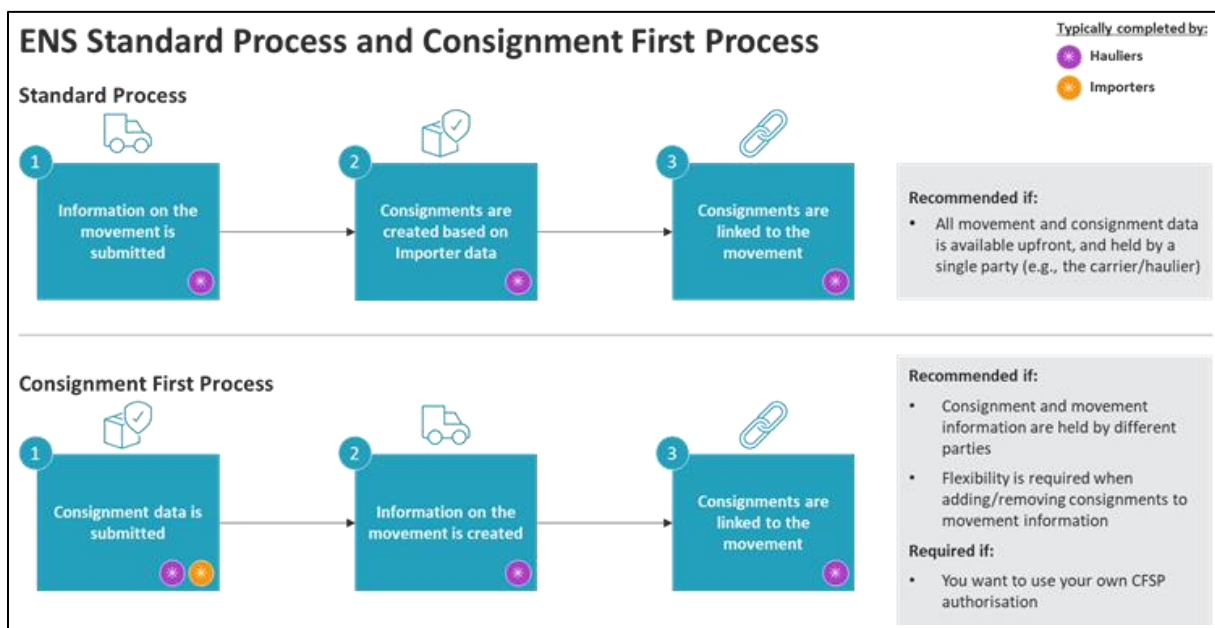 ENS Standard Process and Consignment First Process
Typically completed by:
Hauliers
Importers
Standard Process
1
Information on the
movement is
submitted
2
Consignments are
created based on
Importer data
3
Consignments are
linked to the
movement
Recommended if:
• All movement and consignment data
is available upfront, and held by a
single party (e.g., the carrier/haulier)
Consignment First Process
1
Consignment data is
submitted
2
Information on the
movement is created
3
Consignments are
linked to the
movement
Recommended if:
• Consignment and movement
information are held by different
parties
• Flexibility is required when
adding/removing consignments to
movement information
Required if:
• You want to use your own CFSP
authorisation